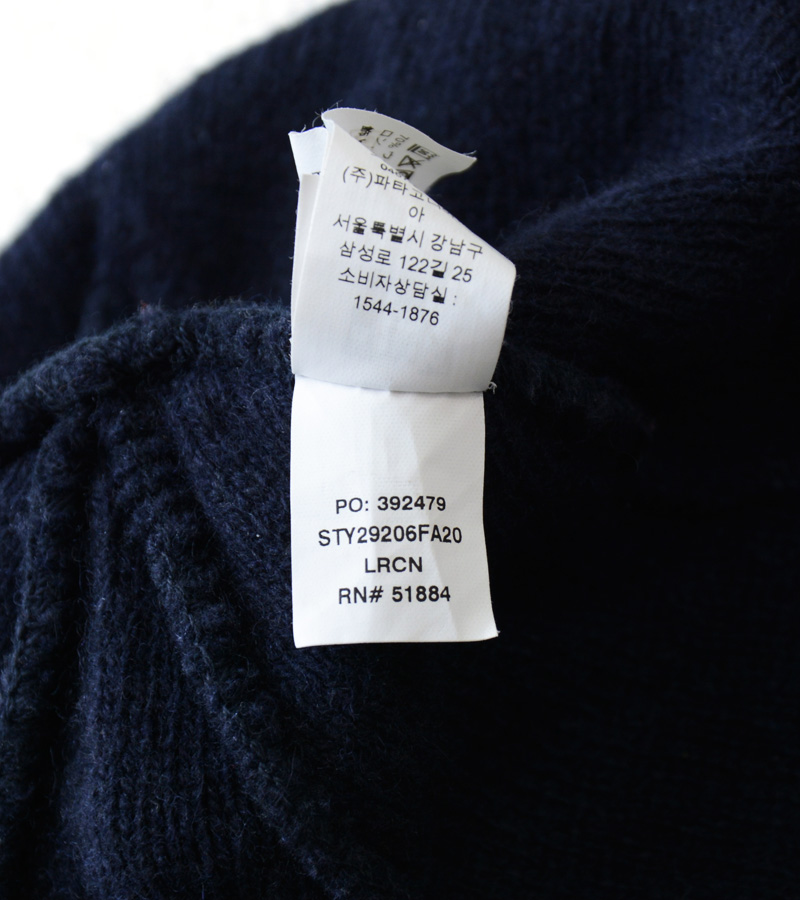 (주)파타고
아
서울특별시 강남구
삼성로 122길 25
소비자상담실 :
1544-1876
PO: 392479
STY29206FA20
LRCN
RN# 51884